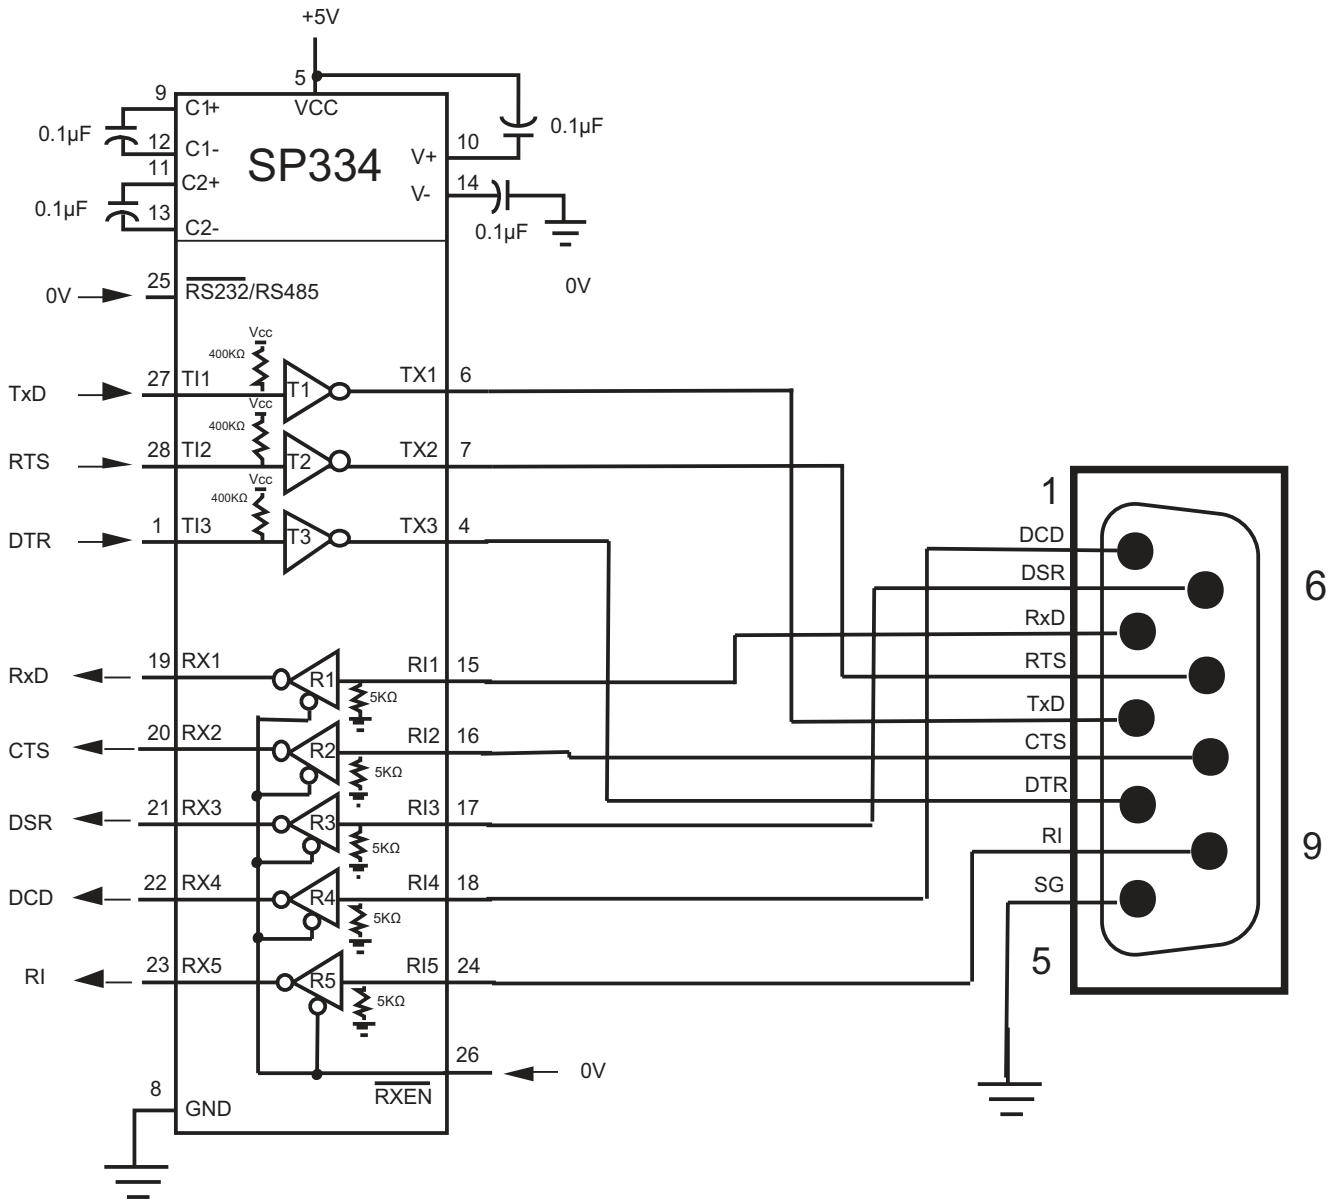 +5V
5
VCC
9
C1+
0.1µF
12
C1-
11
C2+
0.1µF
13
C2-
SP334
V+
10
0.1µF
V-
14
0.1µF
0V
0V
25
RS232/RS485
Vcc
400KΩ
TxD
27
TI1
T1
TX1
6
Vcc
400KΩ
RTS
28
TI2
T2
TX2
7
Vcc
400KΩ
DTR
1
TI3
T3
TX3
4
RxD
19
RX1
R1
RI1
15
5KΩ
CTS
20
RX2
R2
RI2
16
5KΩ
DSR
21
RX3
R3
RI3
17
5KΩ
DCD
22
RX4
R4
RI4
18
5KΩ
RI
23
RX5
R5
RI5
24
5KΩ
26
0V
RXEN
8
GND
1
DCD
DSR
6
RxD
RTS
TxD
CTS
DTR
RI
9
SG
5